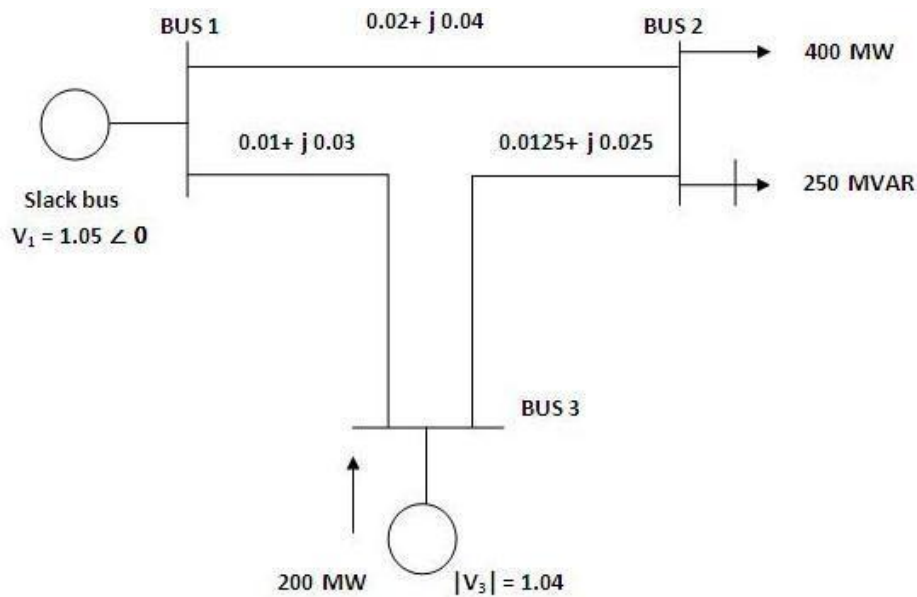 BUS 1
0.02+ j 0.04
BUS 2
400 MW
0.01+ j 0.03
0.0125+ j 0.025
250 MVAR
Slack bus
V₁ = 1.05 ∠ 0
BUS 3
200 MW
|V₃| = 1.04